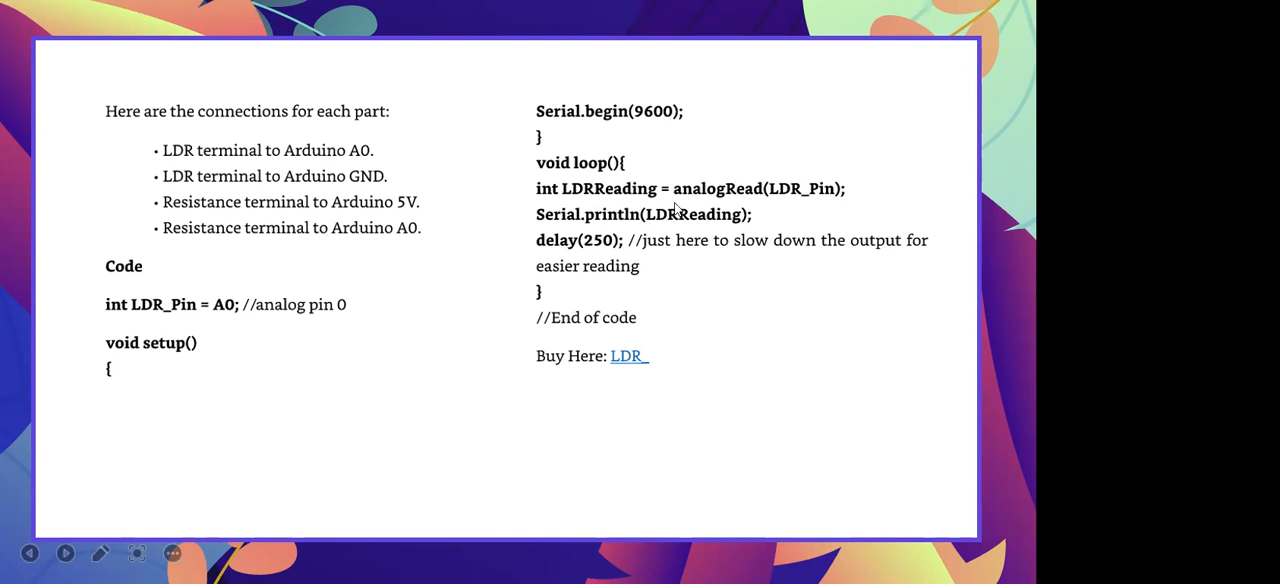 Here are the connections for each part:
• LDR terminal to Arduino A0.
• LDR terminal to Arduino GND.
• Resistance terminal to Arduino 5V.
• Resistance terminal to Arduino A0.
Code
int LDR_Pin = A0; //analog pin 0
void setup()
{
Serial.begin(9600);
}
void loop(){
int LDRReading = analogRead(LDR_Pin);
Serial.println(LDRReading);
delay(250); //just here to slow down the output for
easier reading
}
//End of code
Buy Here: LDR_